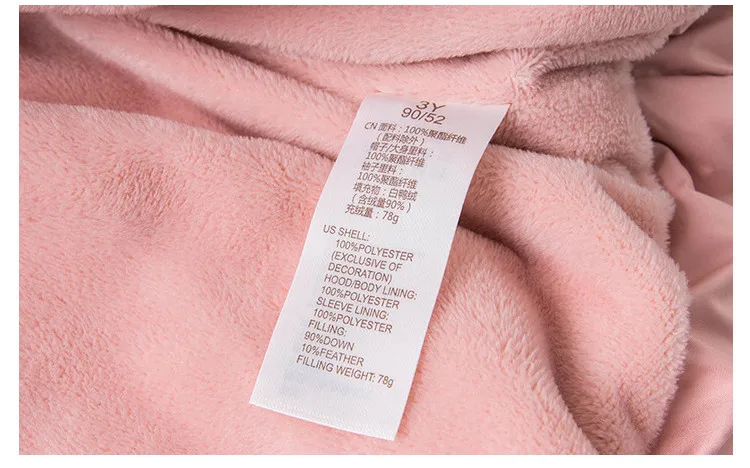 3Y
90/52
CN 面料：100%聚酯纤维
（配料除外）
帽子/大身里料：
100%聚酯纤维
袖子里料：
100%聚酯纤维
填充物：白鸭绒
（含绒量90%）
充绒量：78g
US SHELL:
100%POLYESTER
(EXCLUSIVE OF
DECORATION)
HOOD/BODY LINING:
100%POLYESTER
SLEEVE LINING:
100%POLYESTER
FILLING:
90%DOWN
10%FEATHER
FILLING WEIGHT: 78g